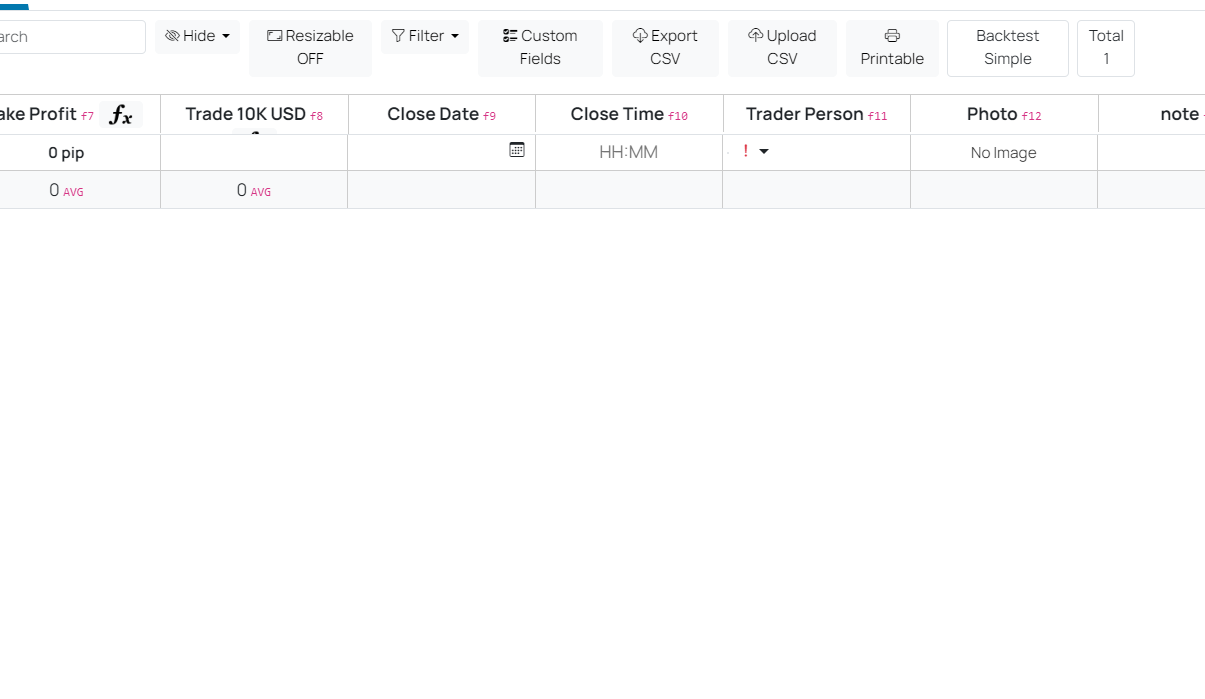 arch
Hide
Resizable
OFF
Filter
Custom
Fields
Export
CSV
Upload
CSV
Printable
Backtest
Simple
Total
1
ake Profit f7 fx
Trade 10K USD f8
Close Date f9
Close Time f10
Trader Person f11
Photo f12
note
0 pip
HH:MM
!
No Image
0 AVG
0 AVG